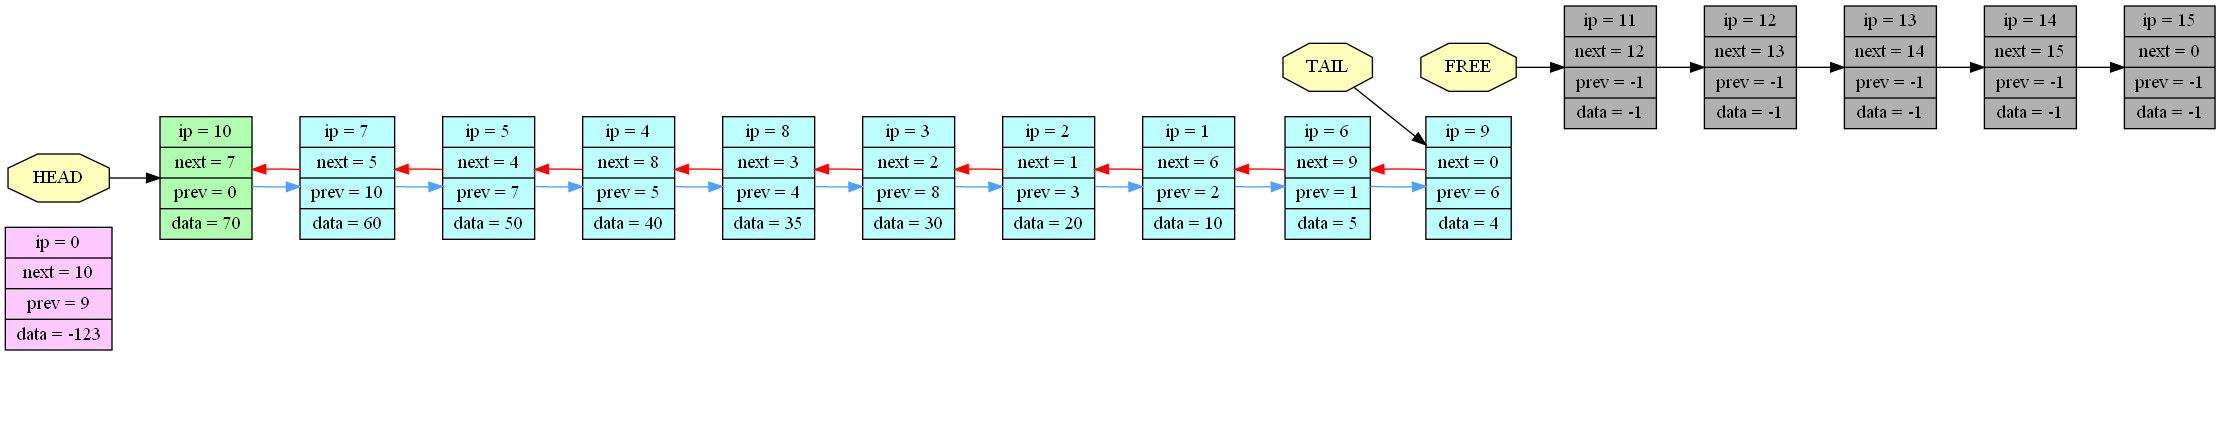 HEAD
ip = 0
next = 10
prev = 9
data = -123
ip = 10
next = 7
prev = 0
data = 70
ip = 7
next = 5
prev = 10
data = 60
ip = 5
next = 4
prev = 7
data = 50
ip = 4
next = 8
prev = 5
data = 40
ip = 8
next = 3
prev = 4
data = 35
ip = 3
next = 2
prev = 8
data = 30
ip = 2
next = 1
prev = 3
data = 20
ip = 1
next = 6
prev = 2
data = 10
ip = 6
next = 9
prev = 1
data = 5
TAIL
ip = 9
next = 0
prev = 6
data = 4
FREE
ip = 11
next = 12
prev = -1
data = -1
ip = 12
next = 13
prev = -1
data = -1
ip = 13
next = 14
prev = -1
data = -1
ip = 14
next = 15
prev = -1
data = -1
ip = 15
next = 0
prev = -1
data = -1